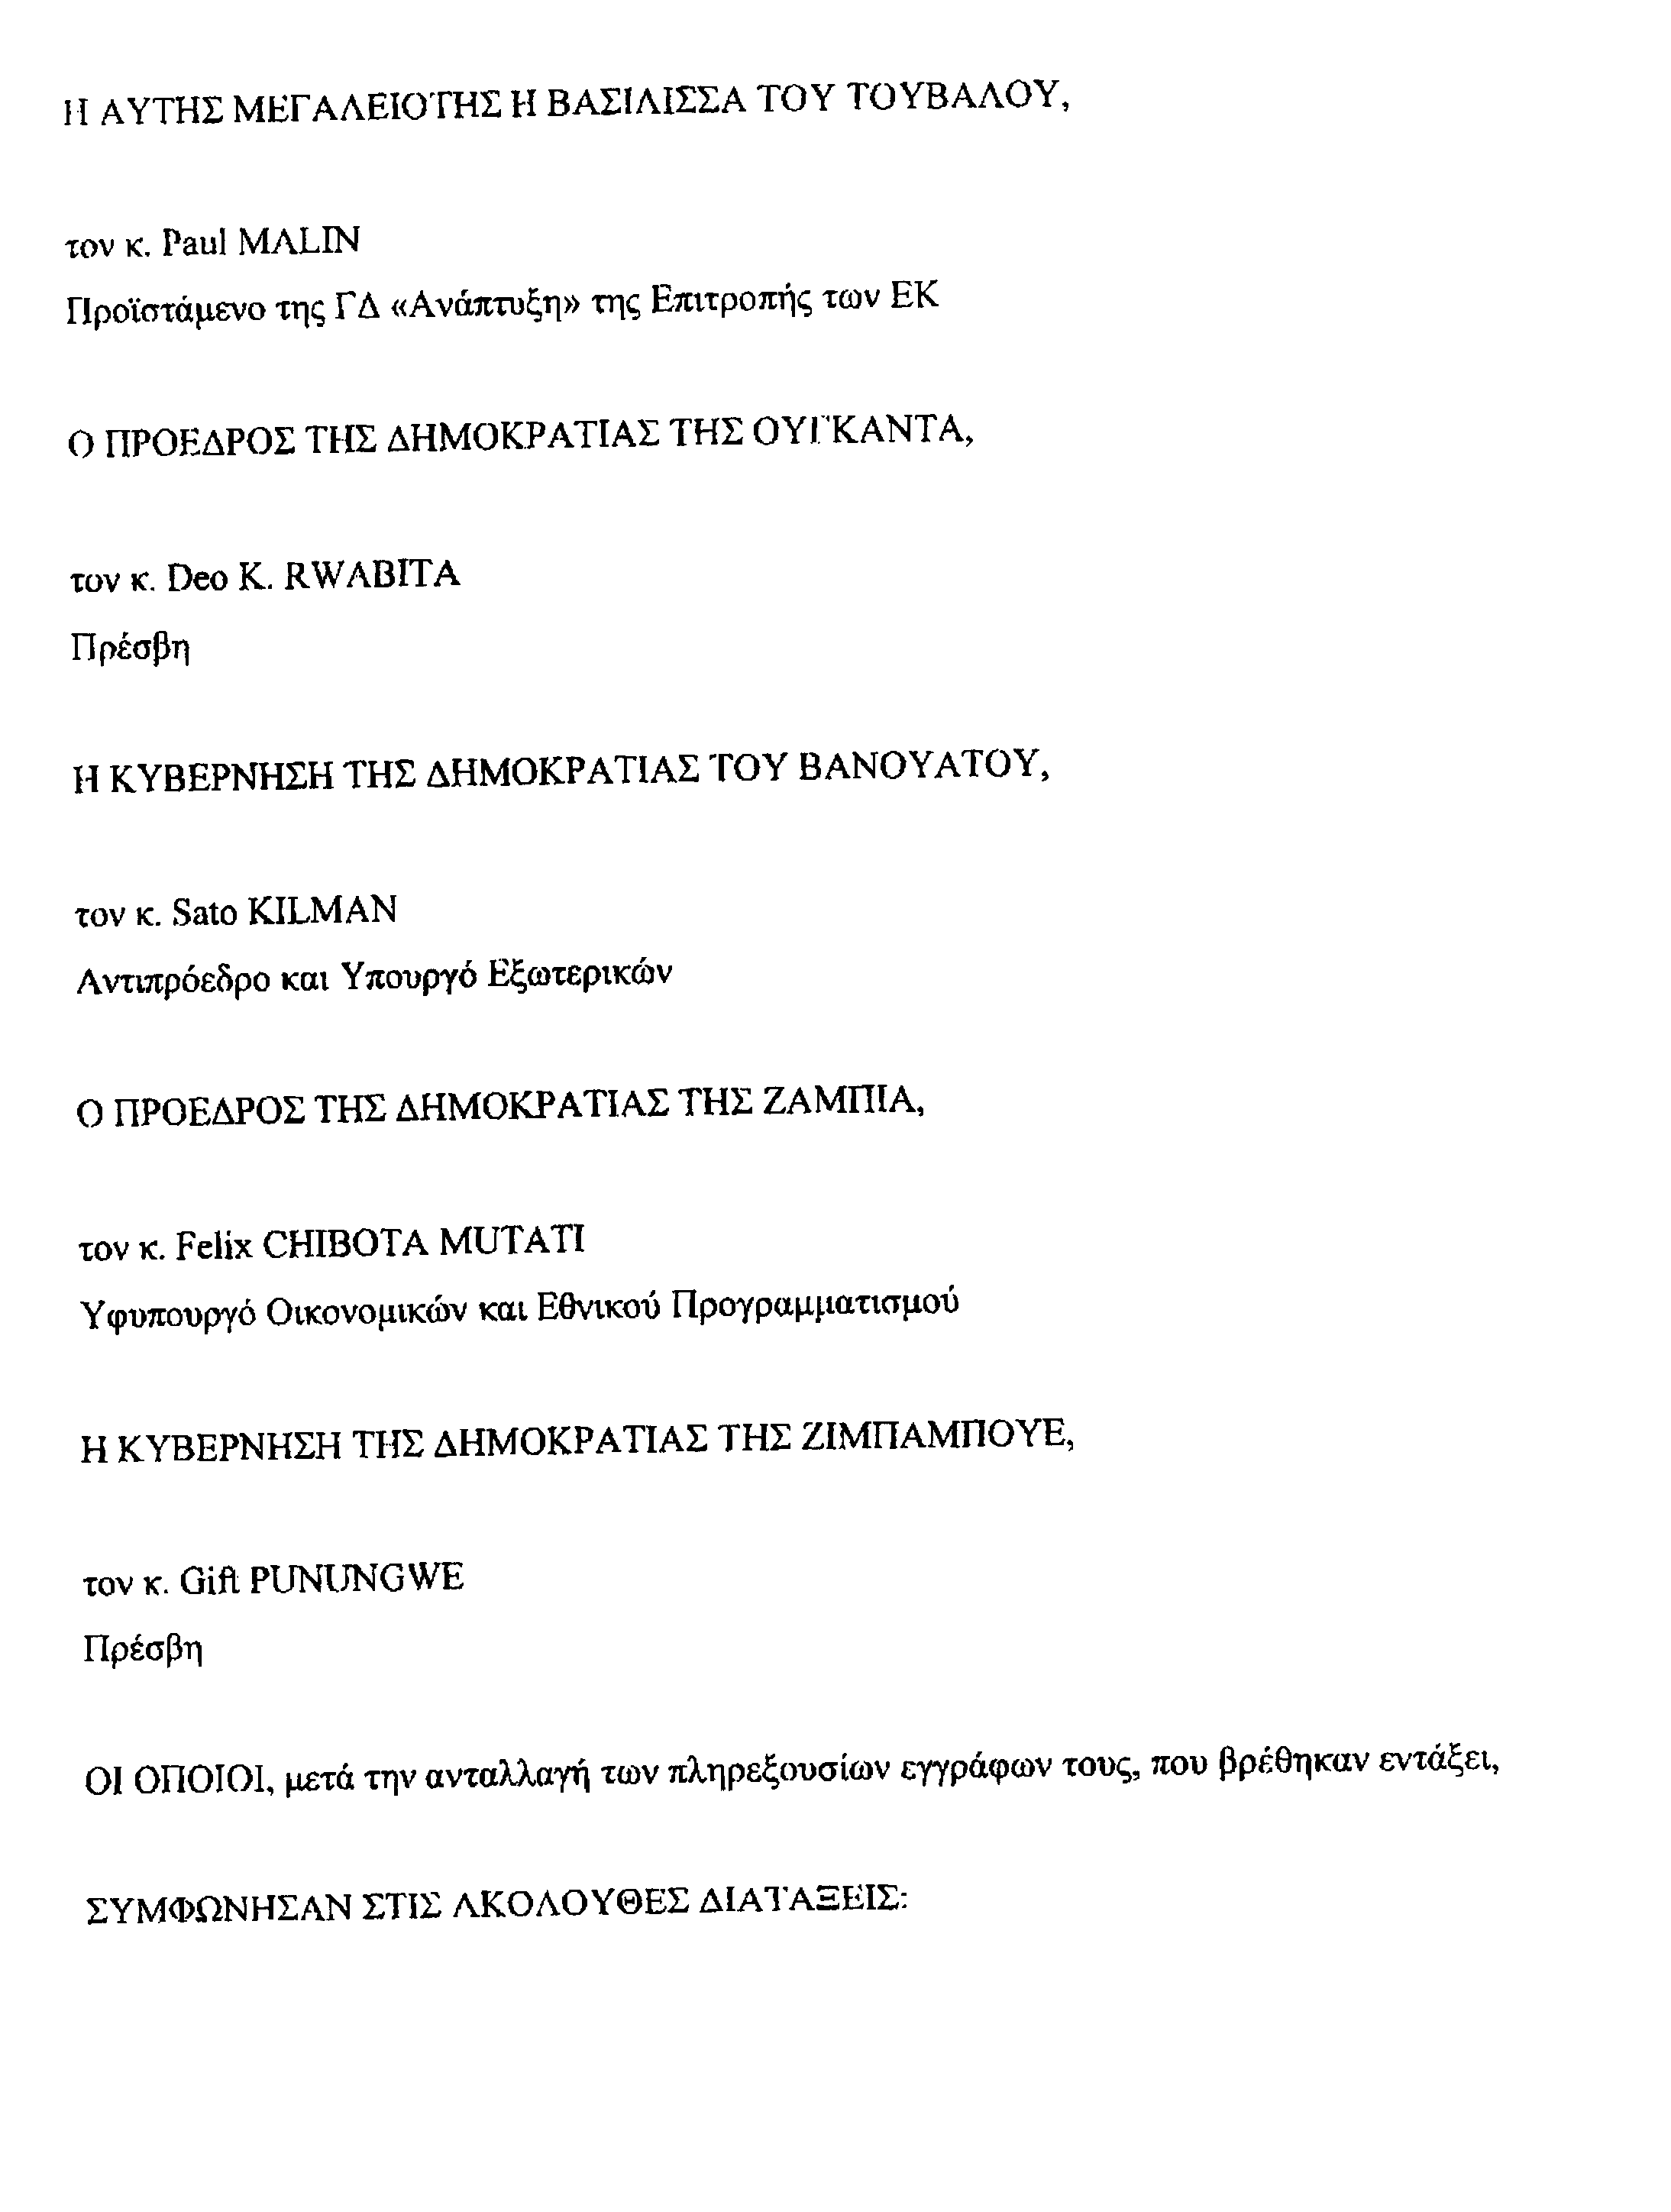 Η ΑΥΤΗΣ ΜΕΓΑΛΕΙΟΤΗΣ Η ΒΑΣΙΛΙΣΣΑ ΤΟΥ ΤΟΥΒΑΛΟΥ,
τον κ. Paul MALIN
Προϊστάμενο της ΓΔ «Ανάπτυξη» της Επιτροπής των ΕΚ
Ο ΠΡΟΕΔΡΟΣ ΤΗΣ ΔΗΜΟΚΡΑΤΙΑΣ ΤΗΣ ΟΥΓΚΑΝΤΑ,
τον κ. Deo K. RWABITA
Πρέσβη
Η ΚΥΒΕΡΝΗΣΗ ΤΗΣ ΔΗΜΟΚΡΑΤΙΑΣ ΤΟΥ ΒΑΝΟΥΑΤΟΥ,
τον κ. Sato KILMAN
Αντιπρόεδρο και Υπουργό Εξωτερικών
Ο ΠΡΟΕΔΡΟΣ ΤΗΣ ΔΗΜΟΚΡΑΤΙΑΣ ΤΗΣ ΖΑΜΠΙΑ,
τον κ. Felix CHIBOTA MUTATI
Υφυπουργό Οικονομικών και Εθνικού Προγραμματισμού
Η ΚΥΒΕΡΝΗΣΗ ΤΗΣ ΔΗΜΟΚΡΑΤΙΑΣ ΤΗΣ ΖΙΜΠΑΜΠΟΥΕ,
τον κ. Gift PUNUNGWE
Πρέσβη
ΟΙ ΟΠΟΙΟΙ, μετά την ανταλλαγή των πληρεξουσίων εγγράφων τους, που βρέθηκαν εντάξει,
ΣΥΜΦΩΝΗΣΑΝ ΣΤΙΣ ΑΚΟΛΟΥΘΕΣ ΔΙΑΤΑΞΕΙΣ: